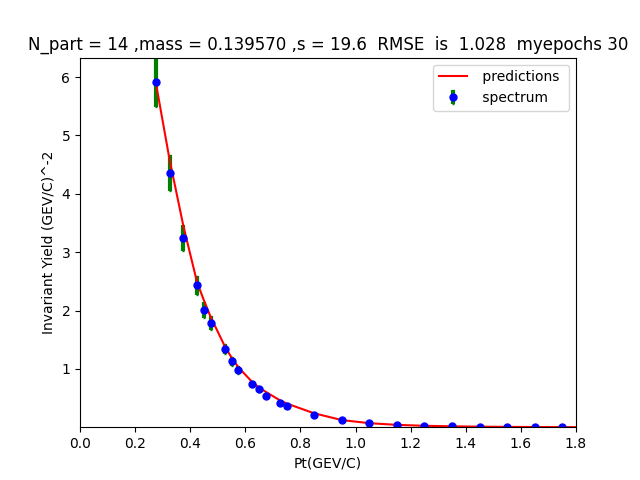 N_part = 14 ,mass = 0.139570 ,s = 19.6  RMSE  is  1.028  myepochs 30
predictions
spectrum
Invariant Yield (GEV/C)^-2
6
5
4
3
2
1
0.0 0.2 0.4 0.6 0.8 1.0 1.2 1.4 1.6 1.8
Pt(GEV/C)